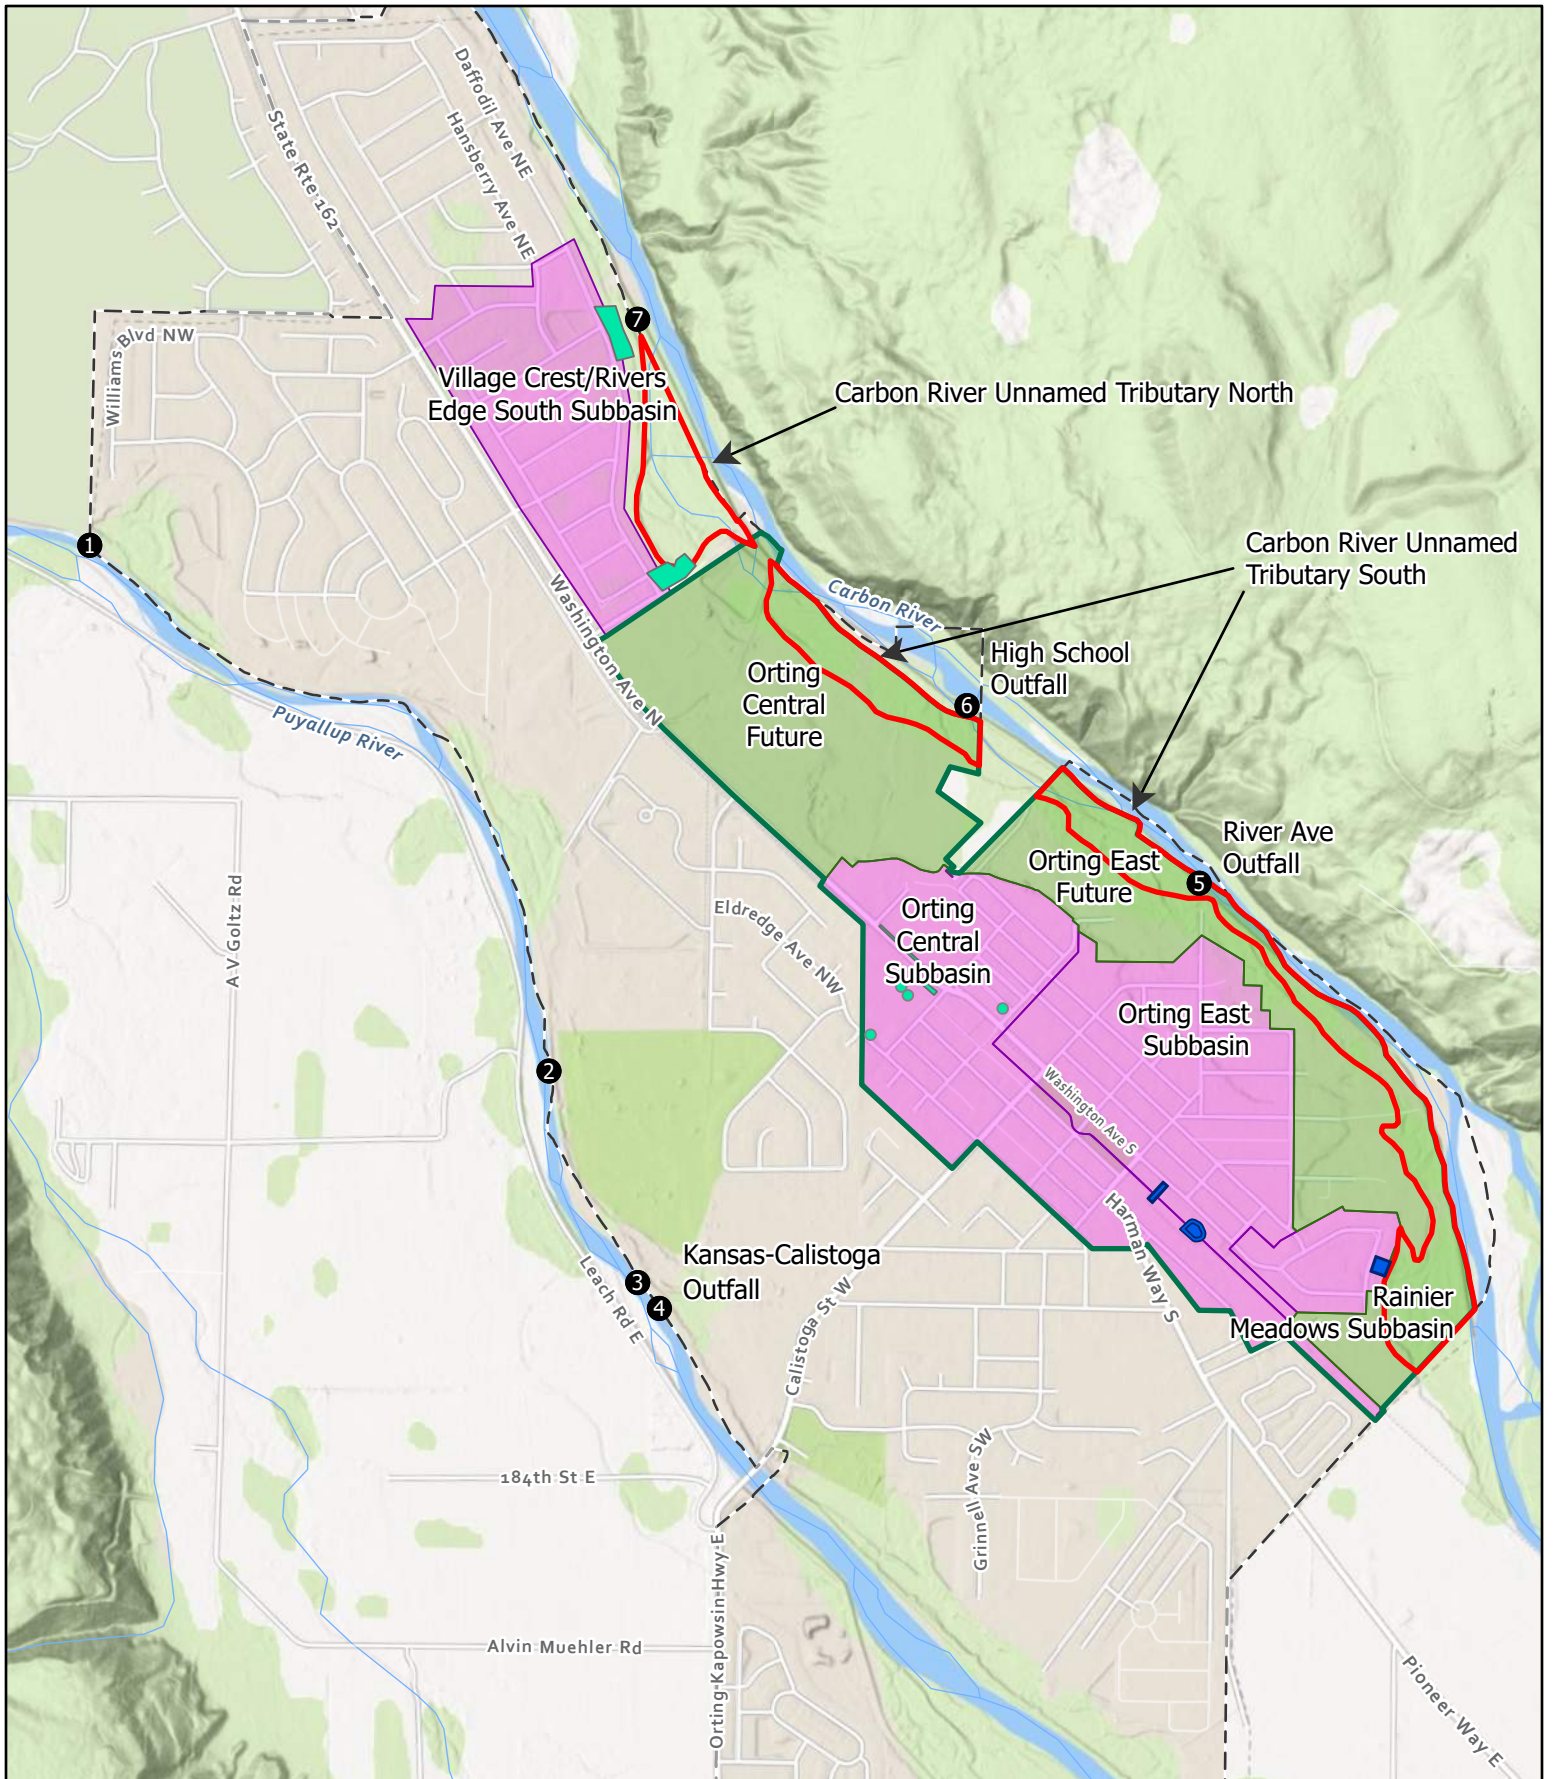 Daffodil Ave NE
Hansberry Ave NE
State Rte 162
7
Williams Blvd NW
Village Crest/Rivers
Edge South Subbasin
Carbon River Unnamed Tributary North
1
Carbon River Unnamed
Tributary South
Carbon River
Washington Ave N
High School
Outfall
6
Orting
Central
Future
Puyallup River
River Ave
Outfall
5
Orting East
Future
A V Goltz Rd
Eldredge Ave NW
Orting
Central
Subbasin
Orting East
Subbasin
2
Washington Ave S
Harman Way S
Kansas-Calistoga
Outfall
3
4
Leach Rd E
Calistoga St W
Rainier
Meadows Subbasin
184th St E
Grinnell Ave SW
Orting Kapowsin Hwy E
Alvin Muehler Rd
Pioneer Way E